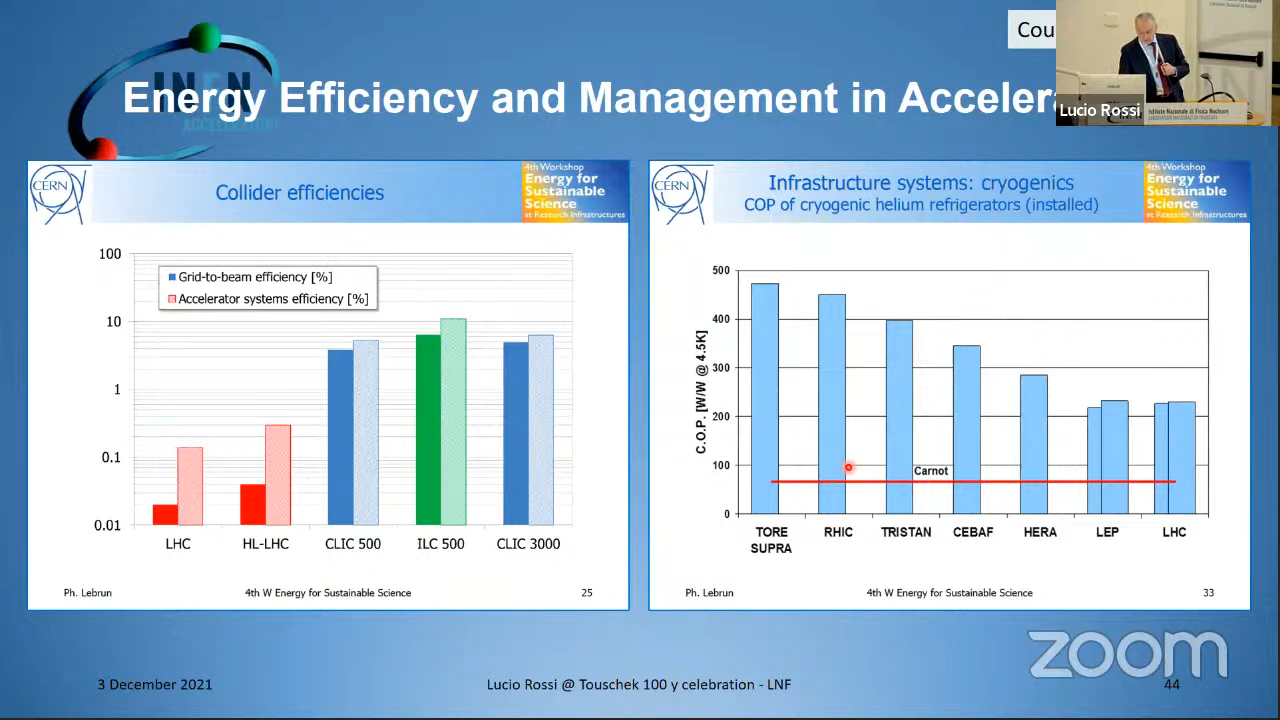 Cou
Energy Efficiency and Management in Accelera
Lucio Rossi
Istituto Nazionale di Fisica Nucleare
CERN
Collider efficiencies
4th Workshop
Energy for
Sustainable
Science
at Research Infrastructures
100
10
1
0.1
0.01
Grid-to-beam efficiency [%]
Accelerator systems efficiency [%]
LHC
HL-LHC
CLIC 500
ILC 500
CLIC 3000
Ph. Lebrun
4th W Energy for Sustainable Science
25
CERN
Infrastructure systems: cryogenics
COP of cryogenic helium refrigerators (installed)
4th Workshop
Energy for
Sustainable
Science
at Research Infrastructures
C.O.P. [W/W @ 4.5K]
500
400
300
200
100
0
Carnot
TORE
SUPRA
RHIC
TRISTAN
CEBAF
HERA
LEP
LHC
Ph. Lebrun
4th W Energy for Sustainable Science
33
zoom
3 December 2021
Lucio Rossi @ Touschek 100 y celebration - LNF
44